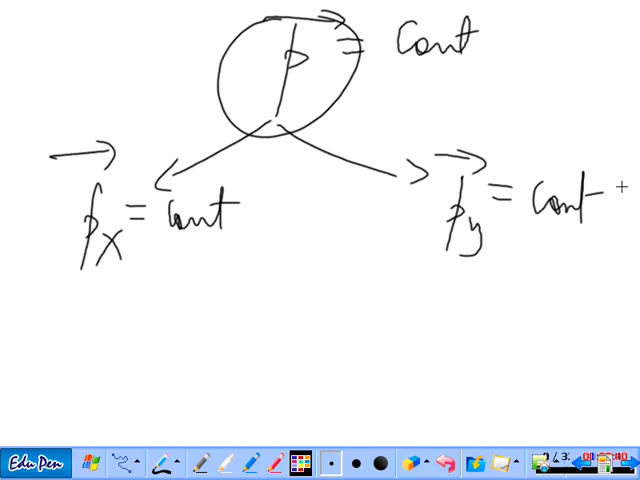 p⃗ = Cont
p⃗x = cont
p⃗y = cont
Edu Pen